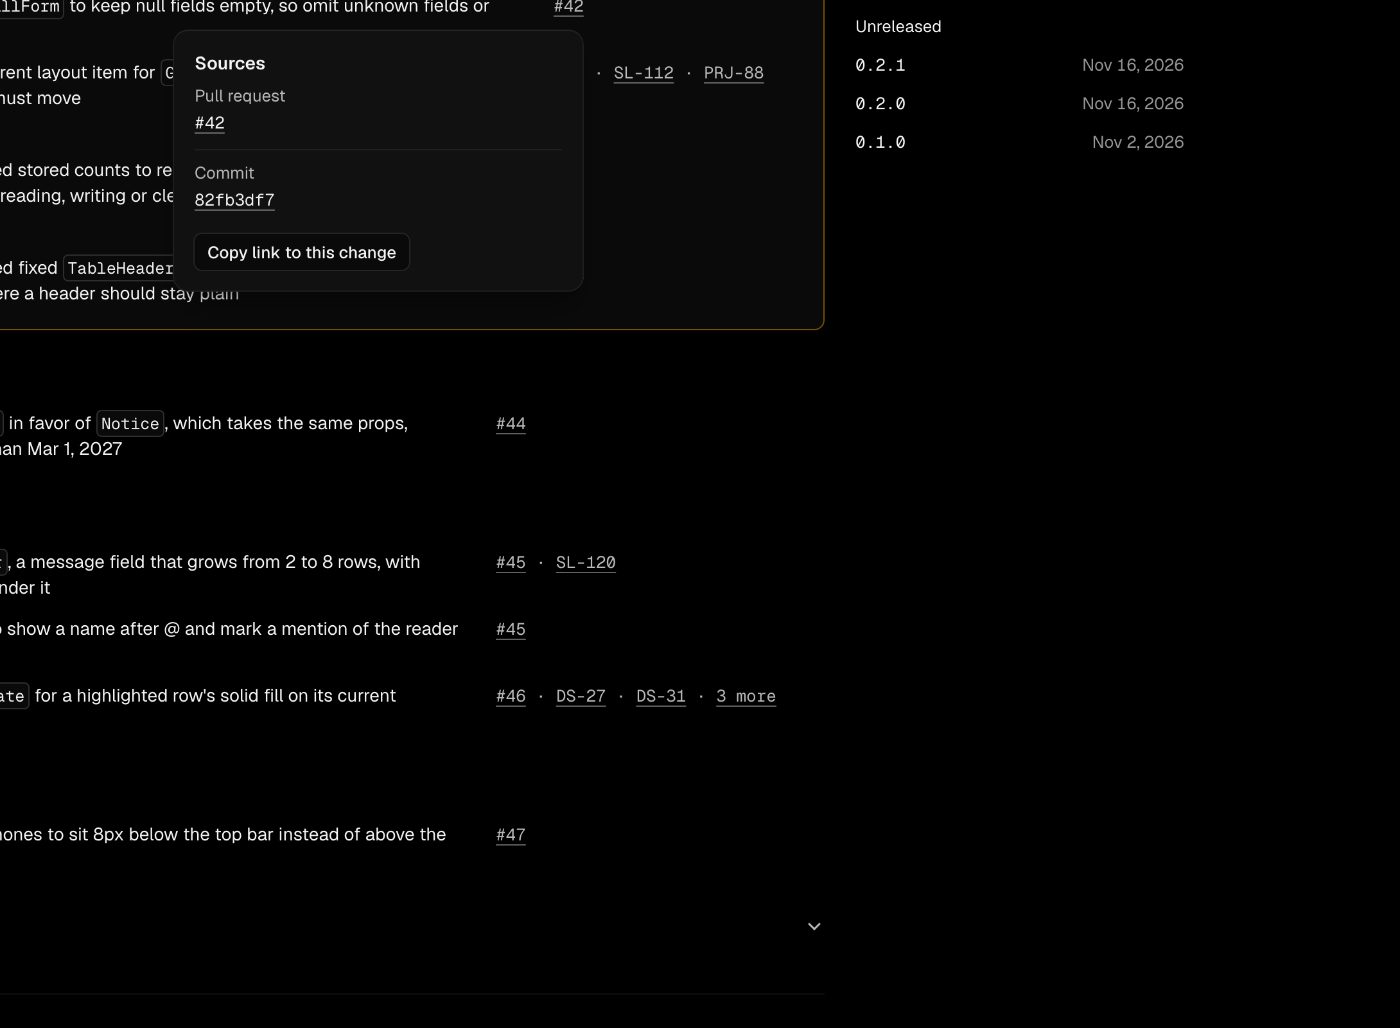 llForm to keep null fields empty, so omit unknown fields or #42
Sources
Pull request
#42
Commit
82fb3df7
Copy link to this change
rent layout item for G · SL-112 · PRJ-88
must move
ed stored counts to re
reading, writing or cle
ed fixed TableHeader
ere a header should stay plain
in favor of Notice, which takes the same props, #44
an Mar 1, 2027
, a message field that grows from 2 to 8 rows, with #45 · SL-120
nder it
show a name after @ and mark a mention of the reader #45
ate for a highlighted row's solid fill on its current #46 · DS-27 · DS-31 · 3 more
ones to sit 8px below the top bar instead of above the #47
Unreleased
0.2.1 Nov 16, 2026
0.2.0 Nov 16, 2026
0.1.0 Nov 2, 2026